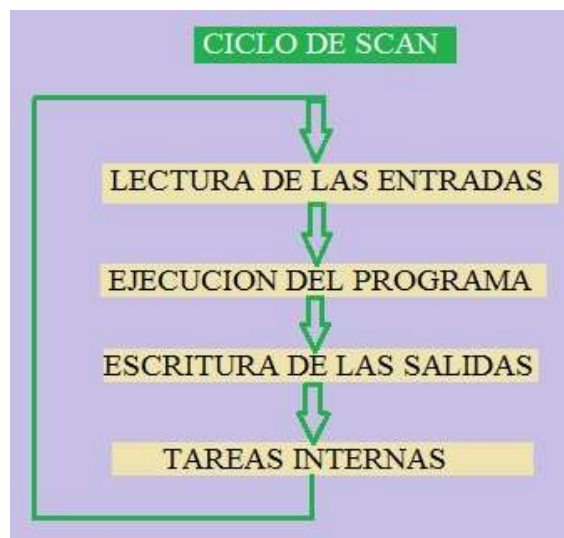 CICLO DE SCAN
LECTURA DE LAS ENTRADAS
EJECUCION DEL PROGRAMA
ESCRITURA DE LAS SALIDAS
TAREAS INTERNAS